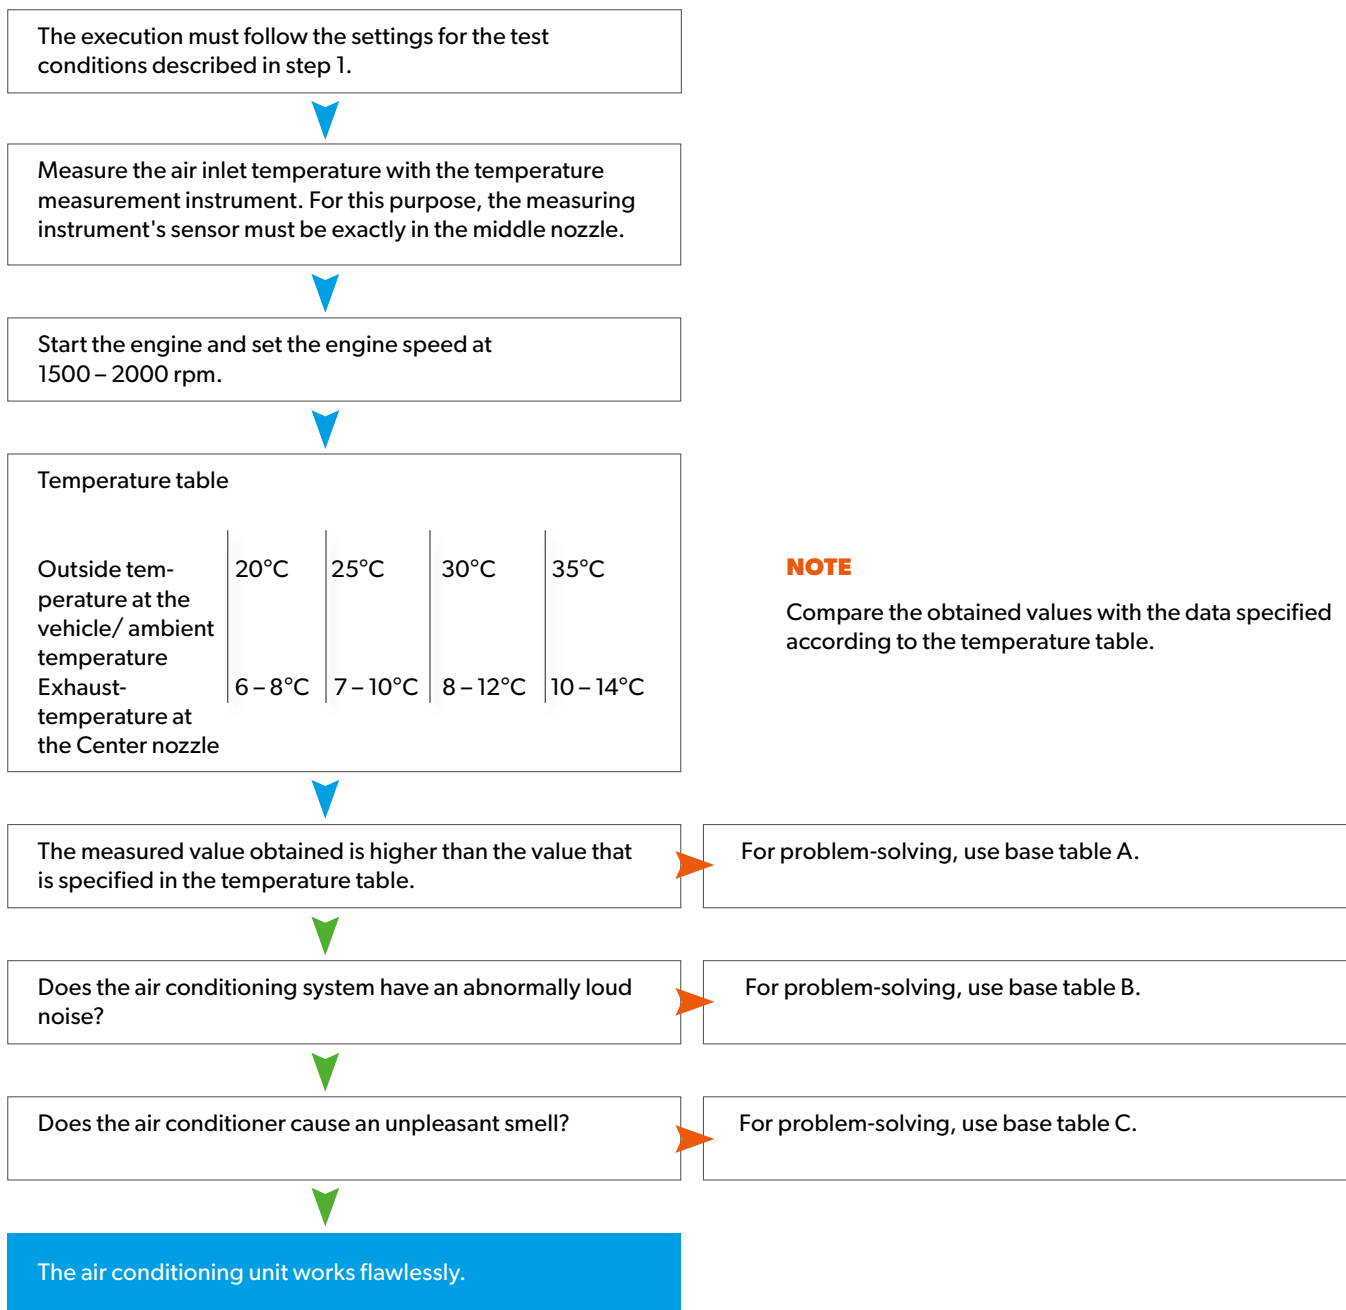 The execution must follow the settings for the test
conditions described in step 1.
Measure the air inlet temperature with the temperature
measurement instrument. For this purpose, the measuring
instrument's sensor must be exactly in the middle nozzle.
Start the engine and set the engine speed at
1500 – 2000 rpm.
Temperature table
Outside tem- 20°C 25°C 30°C 35°C
perature at the
vehicle/ ambient
temperature
Exhaust- 6 – 8°C 7 – 10°C 8 – 12°C 10 – 14°C
temperature at
the Center nozzle
NOTE
Compare the obtained values with the data specified
according to the temperature table.
The measured value obtained is higher than the value that
is specified in the temperature table.
For problem-solving, use base table A.
Does the air conditioning system have an abnormally loud
noise?
For problem-solving, use base table B.
Does the air conditioner cause an unpleasant smell?
For problem-solving, use base table C.
The air conditioning unit works flawlessly.